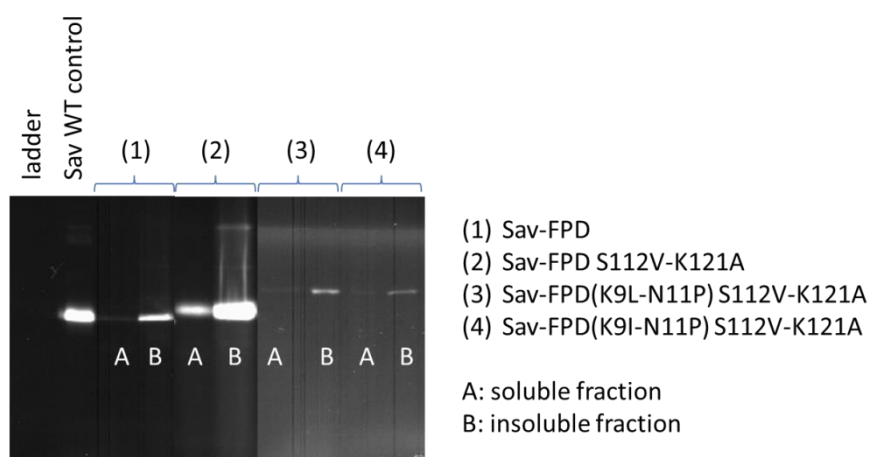 ladder
Sav WT control
(1) (2) (3) (4)
A B A B A B A B
(1) Sav-FPD
(2) Sav-FPD S112V-K121A
(3) Sav-FPD(K9L-N11P) S112V-K121A
(4) Sav-FPD(K9I-N11P) S112V-K121A
A: soluble fraction
B: insoluble fraction